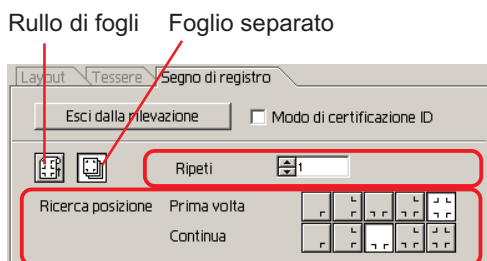 Rullo di fogli Foglio separato
Layout Tessere Segno di registro
Esci dalla rilevazione Modo di certificazione ID
Ripeti 1
Ricerca posizione Prima volta
Continua